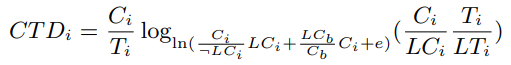 $CTD_i = \frac{C_i}{T_i} \log_{\ln(\frac{C_i}{\neg LC_i} LC_i + \frac{LC_b}{C_b} C_i + e)} (\frac{C_i}{LC_i} \frac{T_i}{LT_i})$